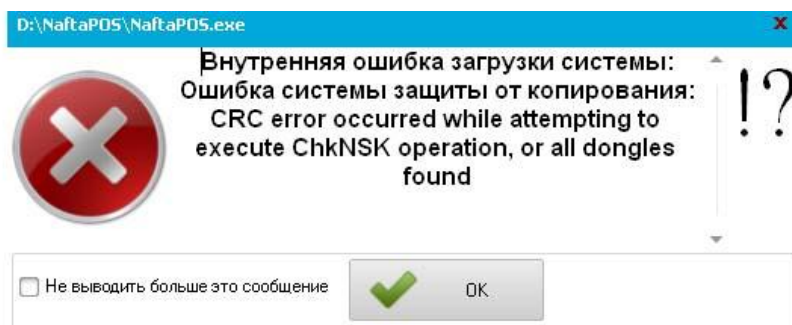 D:\NaftaPOS\NaftaPOS.exe
Внутренняя ошибка загрузки системы:
Ошибка системы защиты от копирования:
CRC error occurred while attempting to
execute ChkNSK operation, or all dongles
found
!?
Не выводить больше это сообщение
OK